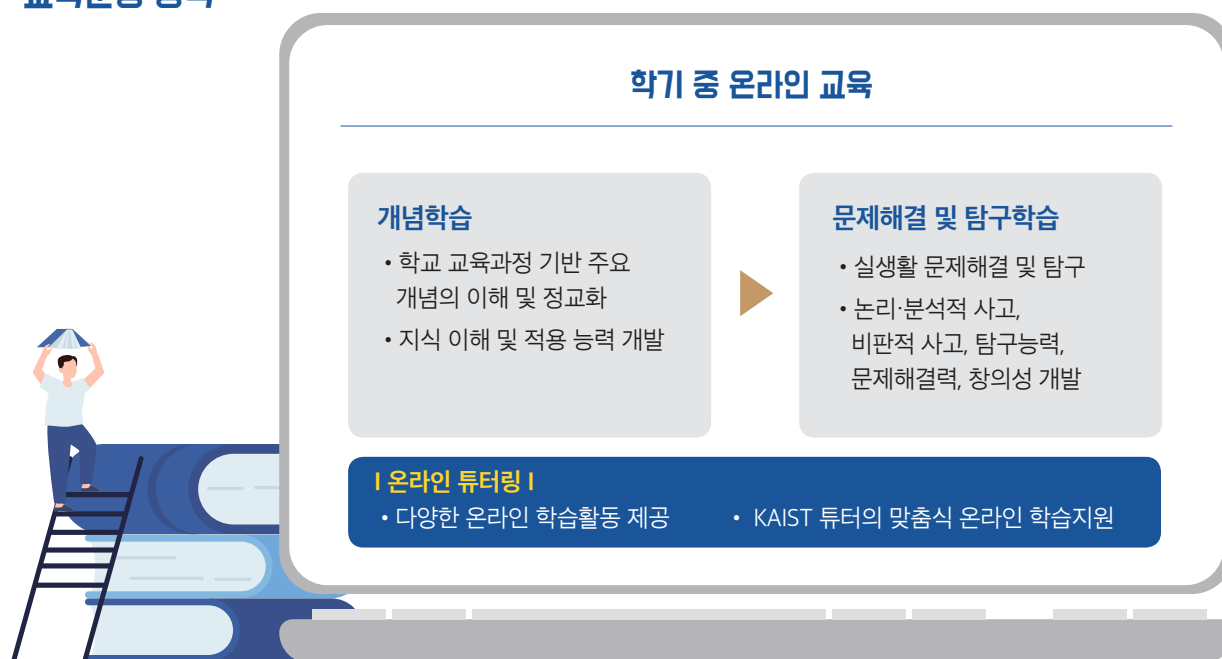 학기 중 온라인 교육
개념학습
• 학교 교육과정 기반 주요
개념의 이해 및 정교화
• 지식 이해 및 적용 능력 개발
문제해결 및 탐구학습
• 실생활 문제해결 및 탐구
• 논리·분석적 사고,
비판적 사고, 탐구능력,
문제해결력, 창의성 개발
I 온라인 튜터링 I
• 다양한 온라인 학습활동 제공
• KAIST 튜터의 맞춤식 온라인 학습지원